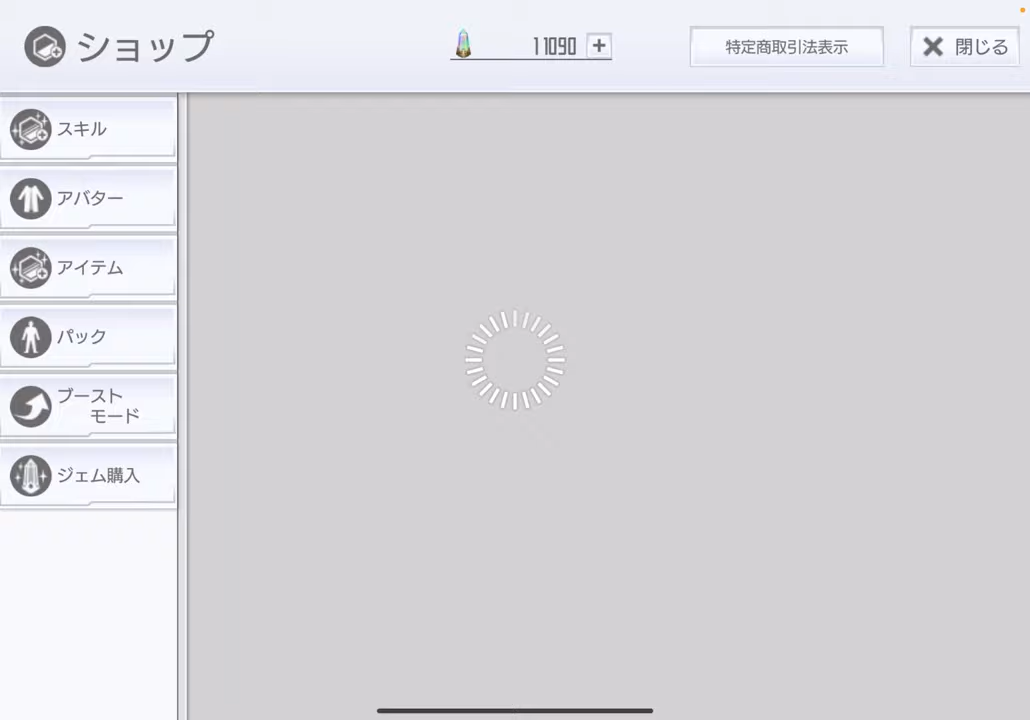 ショップ
11090
特定商取引法表示
閉じる
スキル
アバター
アイテム
パック
ブースト
モード
ジェム購入